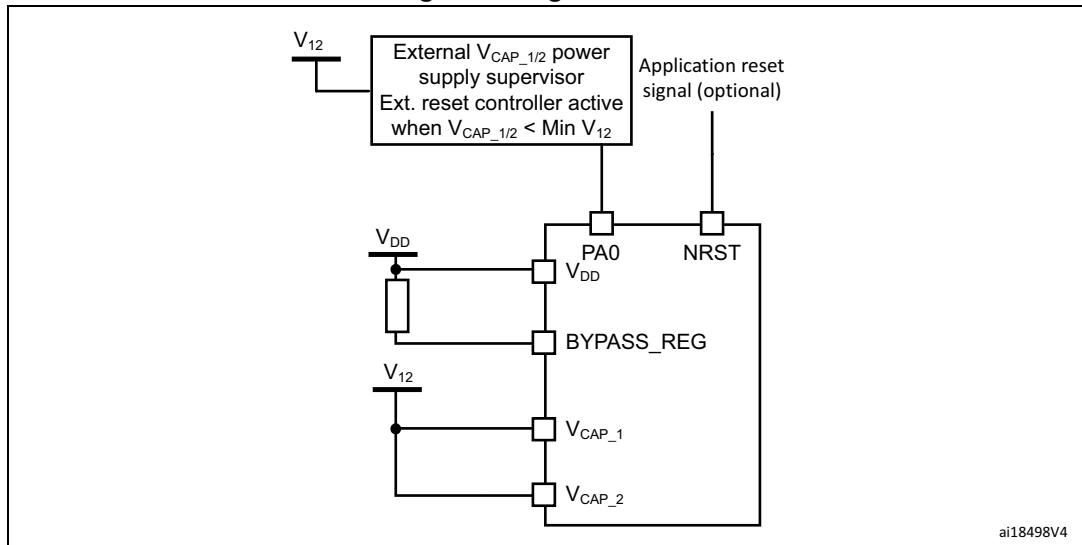 V12
External VCAP_1/2 power
supply supervisor
Ext. reset controller active
when VCAP_1/2 < Min V12
Application reset
signal (optional)
VDD
PA0
NRST
VDD
BYPASS_REG
V12
VCAP_1
VCAP_2
ai18498V4